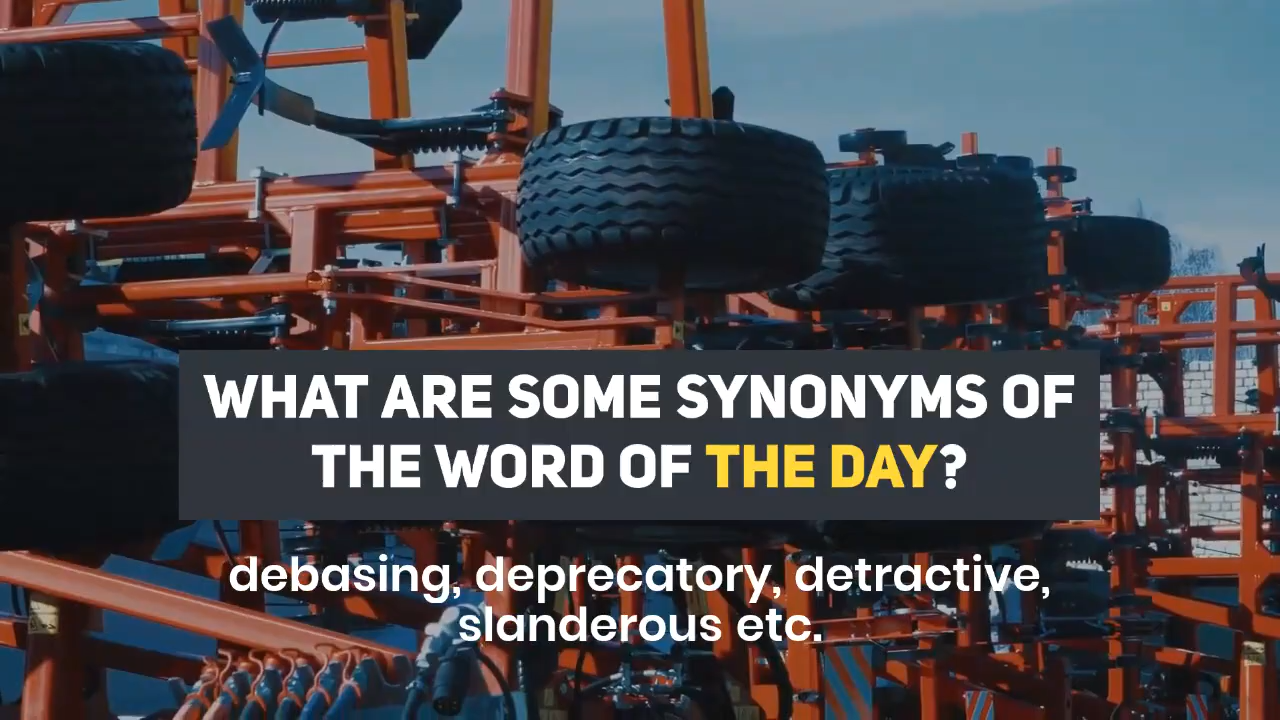 WHAT ARE SOME SYNONYMS OF
THE WORD OF THE DAY?
debasing, deprecatory, detractive,
slanderous etc.